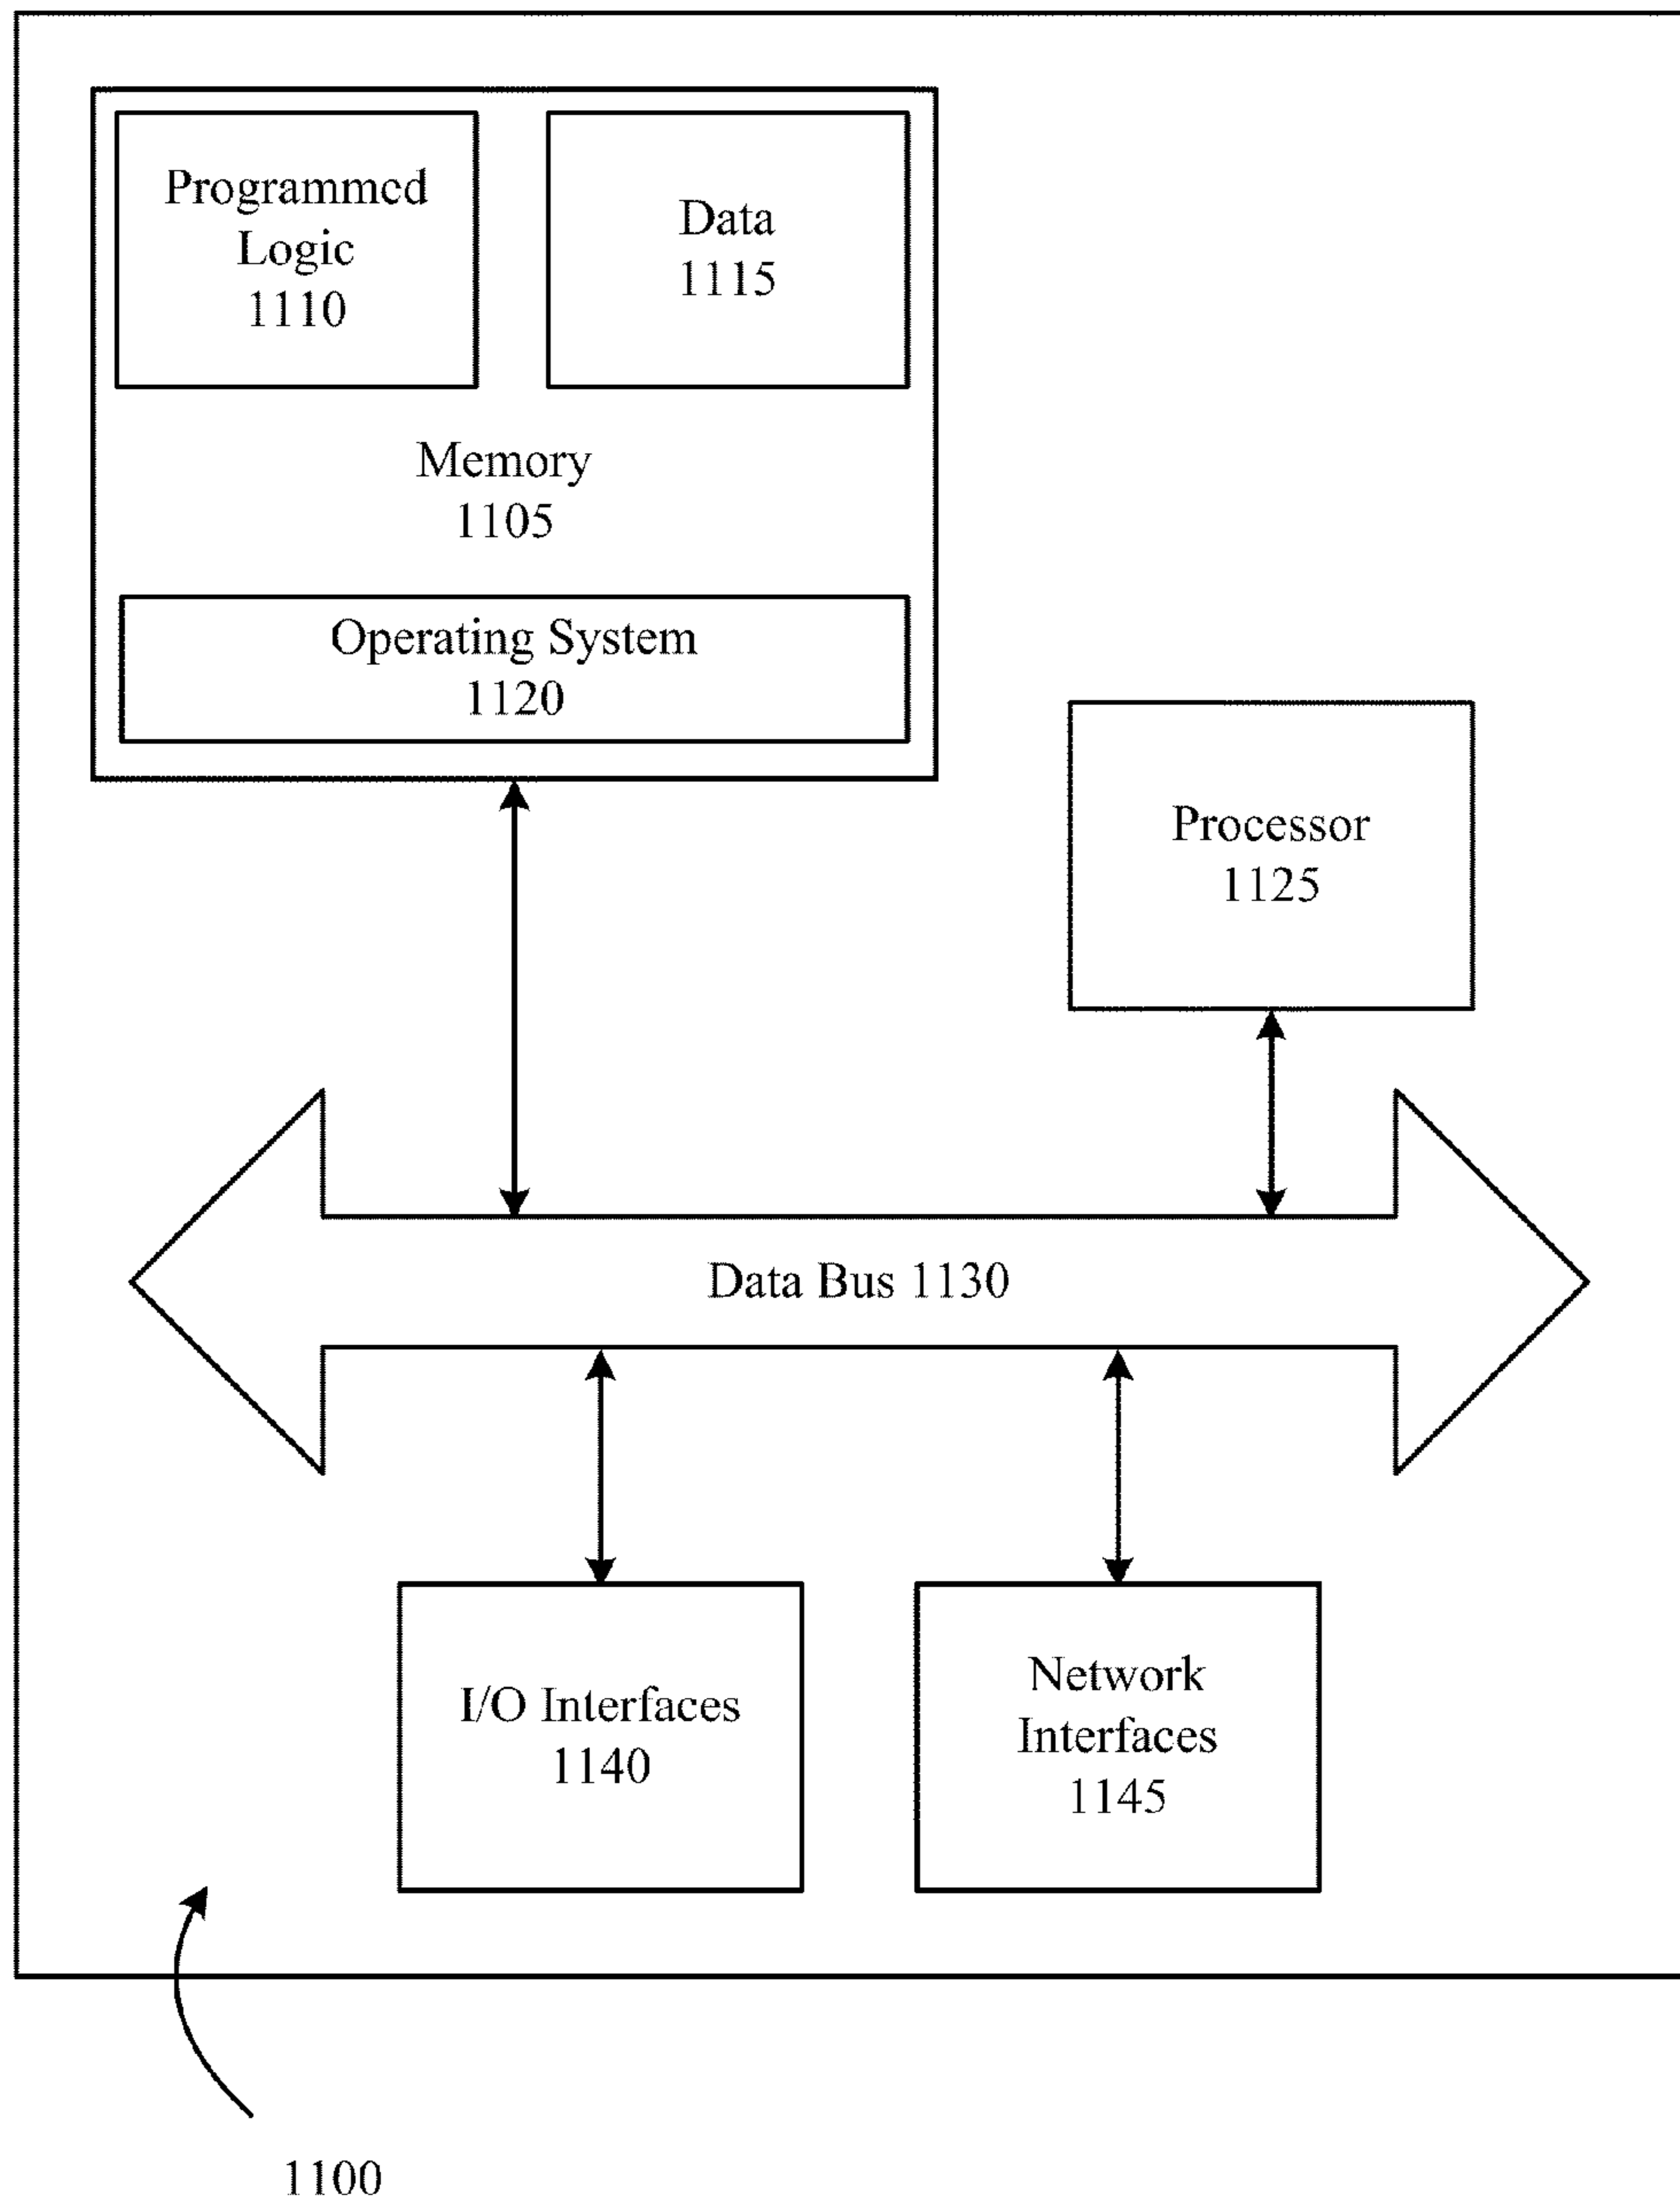 Programmed
Logic
1110
Data
1115
Memory
1105
Operating System
1120
Processor
1125
Data Bus 1130
I/O Interfaces
1140
Network
Interfaces
1145
1100